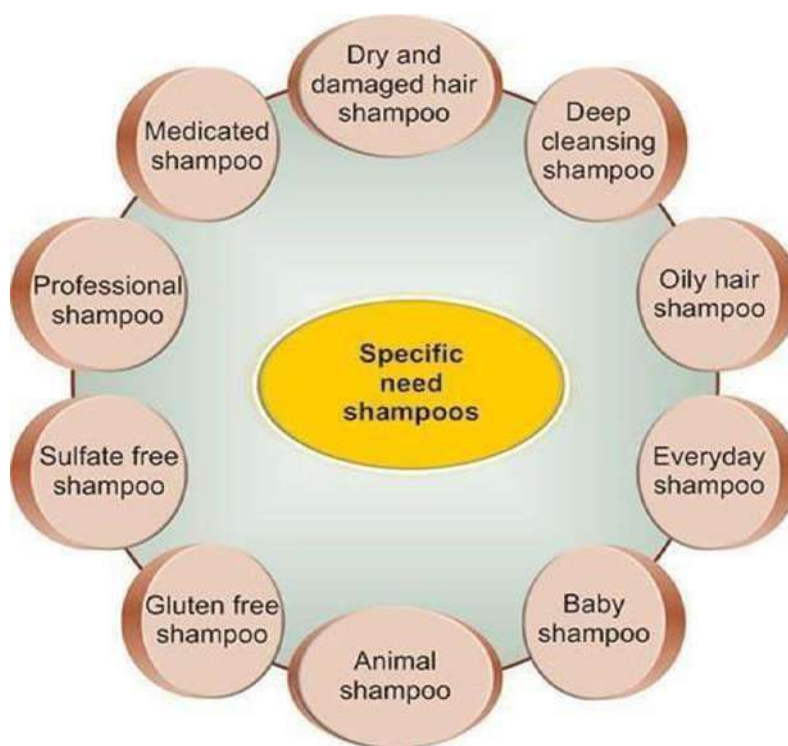 Dry and
damaged hair
shampoo
Deep
cleansing
shampoo
Oily hair
shampoo
Everyday
shampoo
Baby
shampoo
Animal
shampoo
Gluten free
shampoo
Sulfate free
shampoo
Professional
shampoo
Medicated
shampoo
Specific
need
shampoos